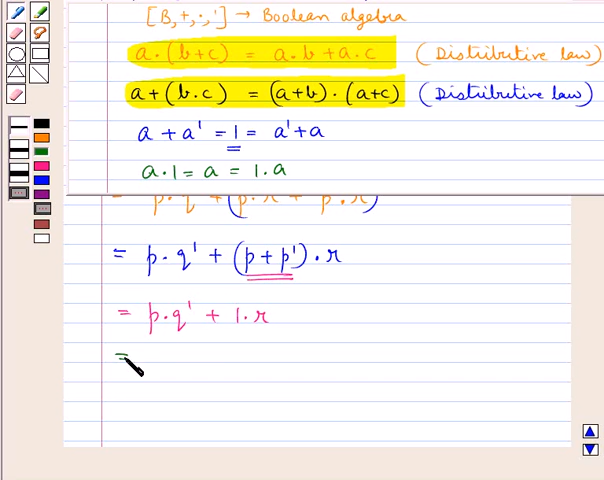 [B, +, ·, '] → Boolean algebra
a · (b+c) = a · b + a · c (Distributive law)
a + (b · c) = (a+b) · (a+c) (Distributive law)
a + a' = 1 = a' + a
a · 1 = a = 1 · a
= (p + p') · r
= p · q' + (p + p') · r
= p · q' + 1 · r
=